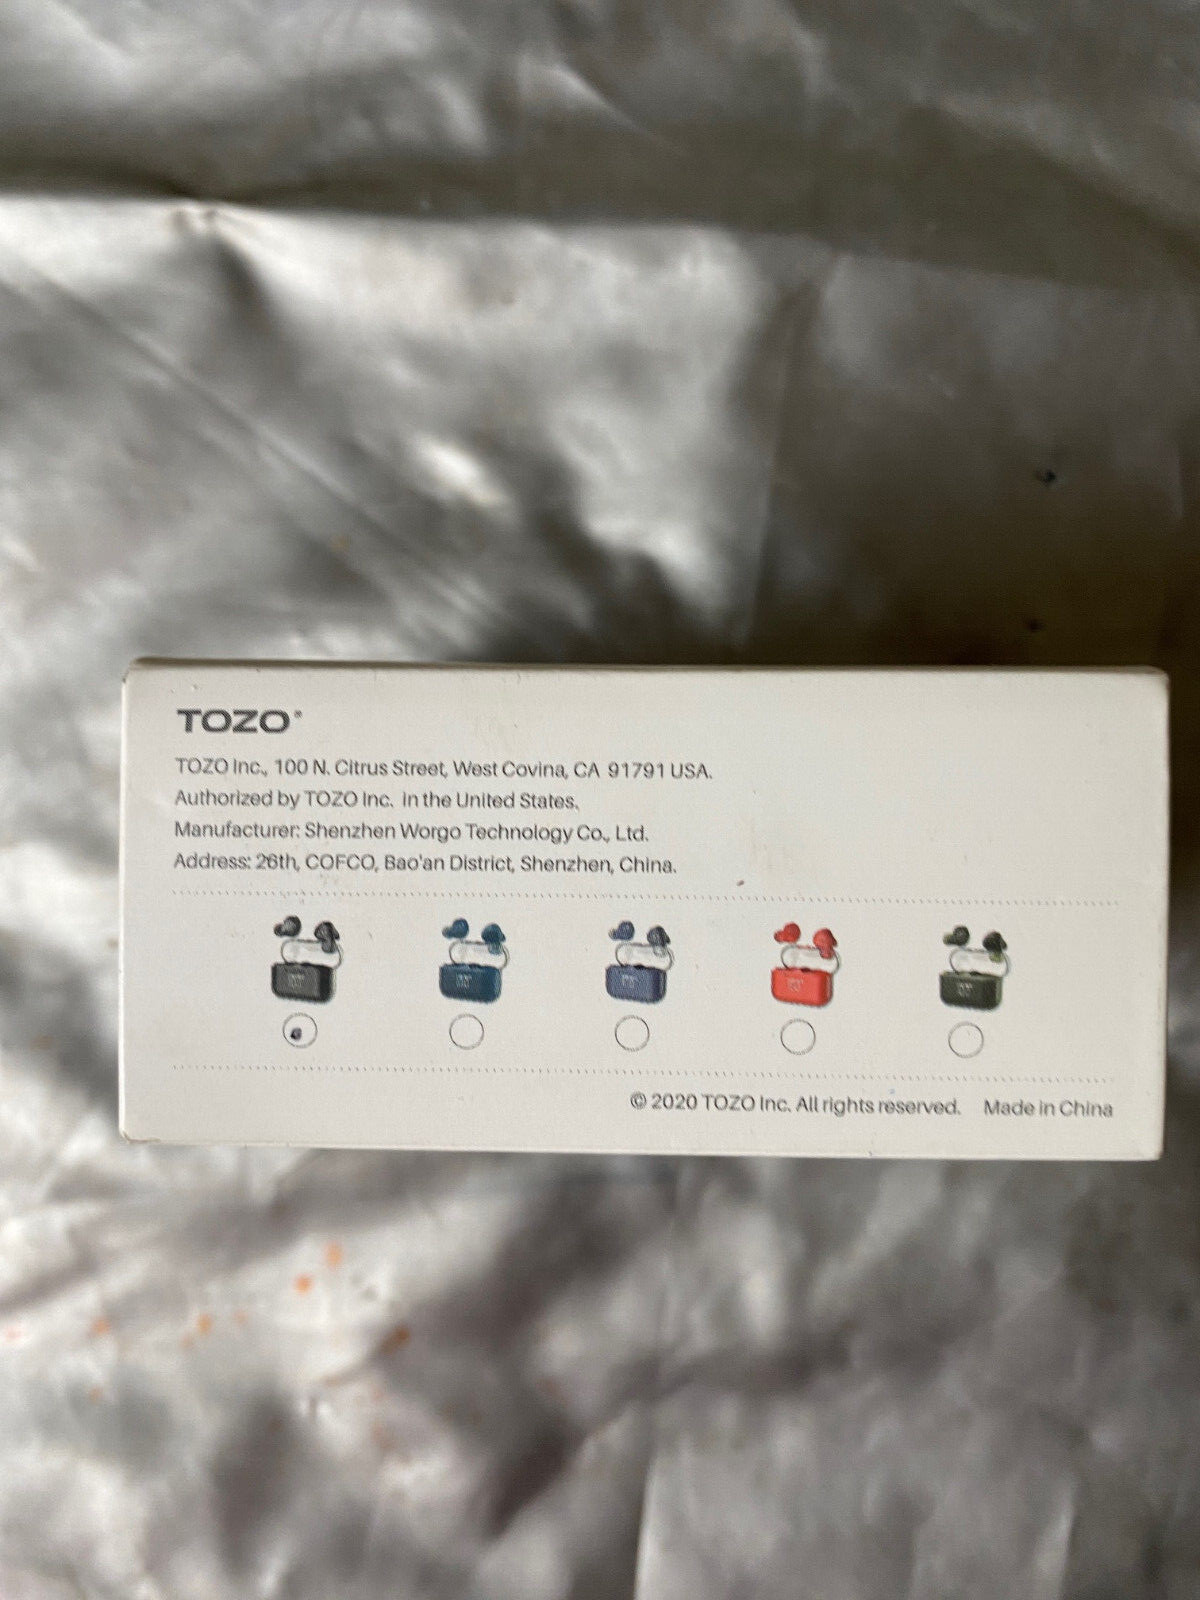 TOZO®
TOZO Inc., 100 N. Citrus Street, West Covina, CA 91791 USA.
Authorized by TOZO Inc. in the United States.
Manufacturer: Shenzhen Worgo Technology Co., Ltd.
Address: 26th, COFCO, Bao'an District, Shenzhen, China.
© 2020 TOZO Inc. All rights reserved. Made in China